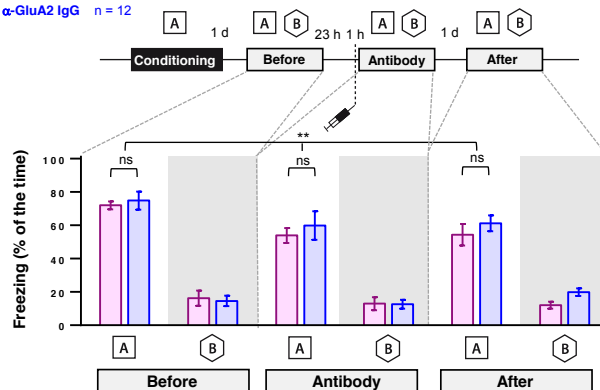 α-GluA2 IgG n = 12
A A B A B A B
1 d 23 h 1 h 1 d
Conditioning Before Antibody After
**
ns ns ns
Freezing (% of the time)
100
80
60
40
20
0
A B A B A B
Before Antibody After